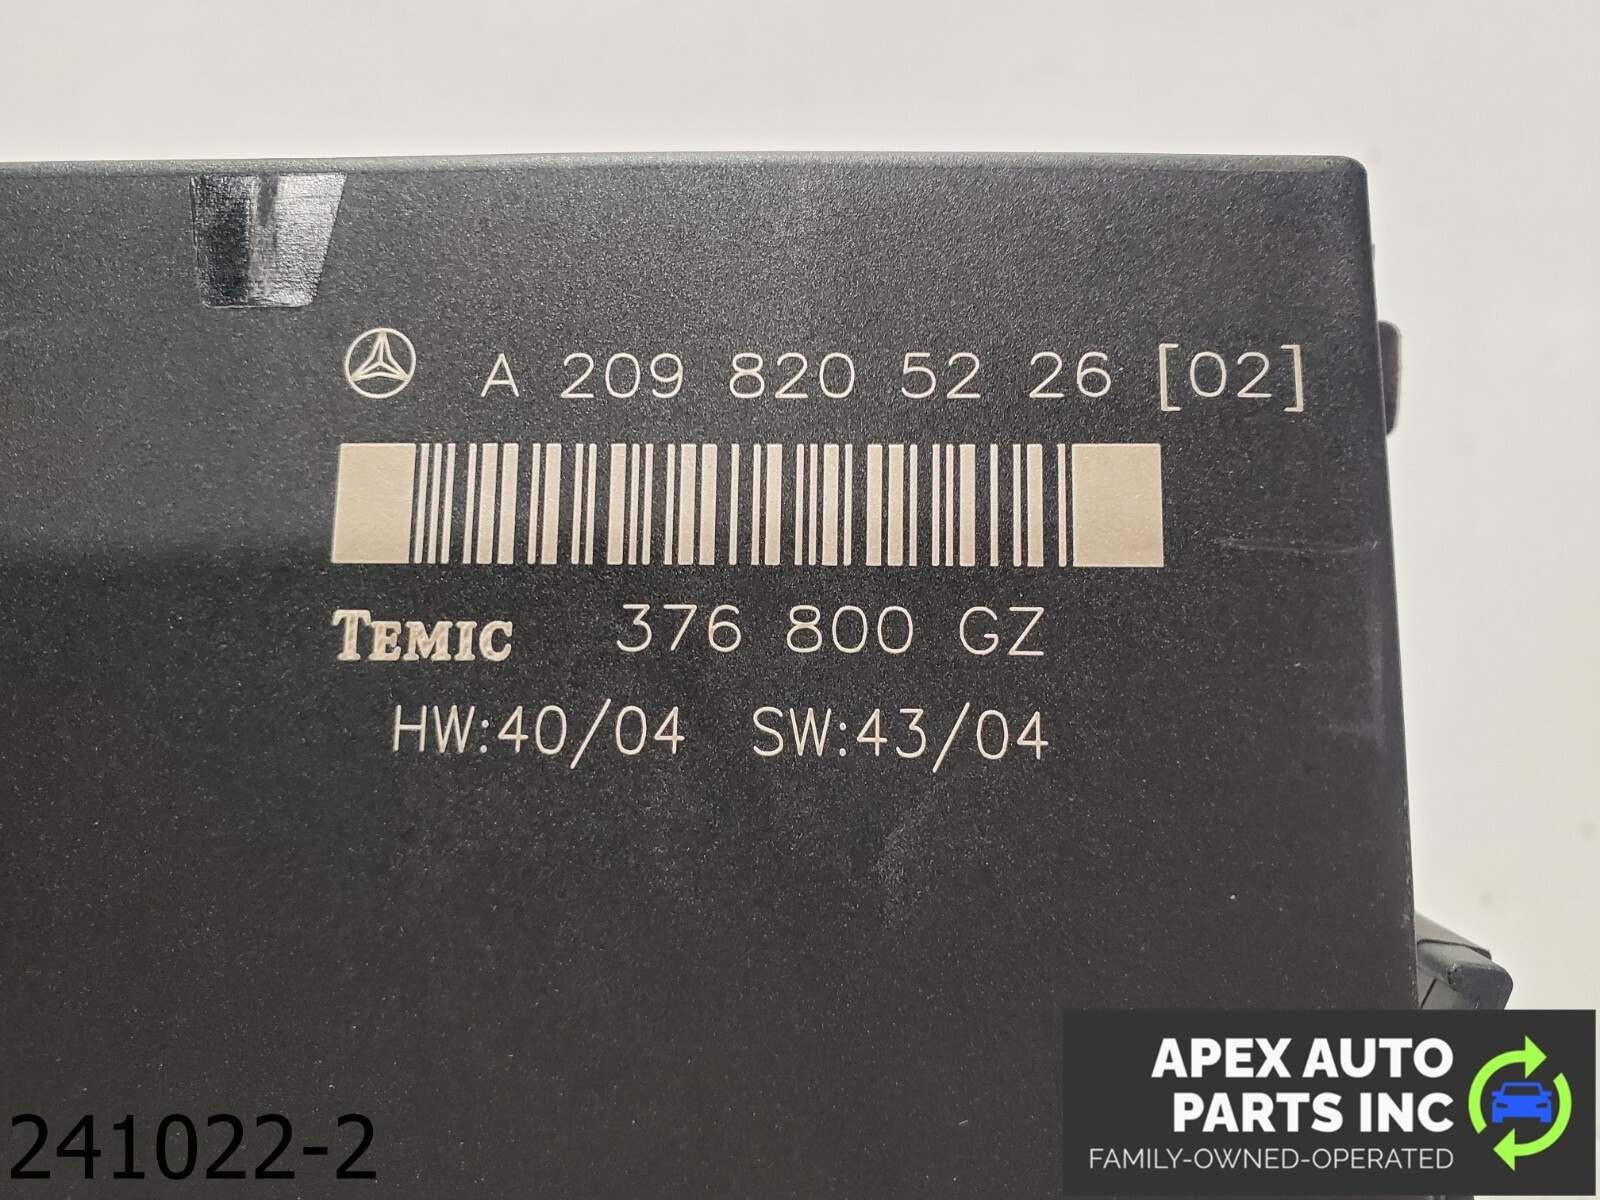 A 209 820 52 26 [02]
TEMIC 376 800 GZ
HW:40/04 SW:43/04
241022-2
APEX AUTO
PARTS INC
FAMILY-OWNED-OPERATED